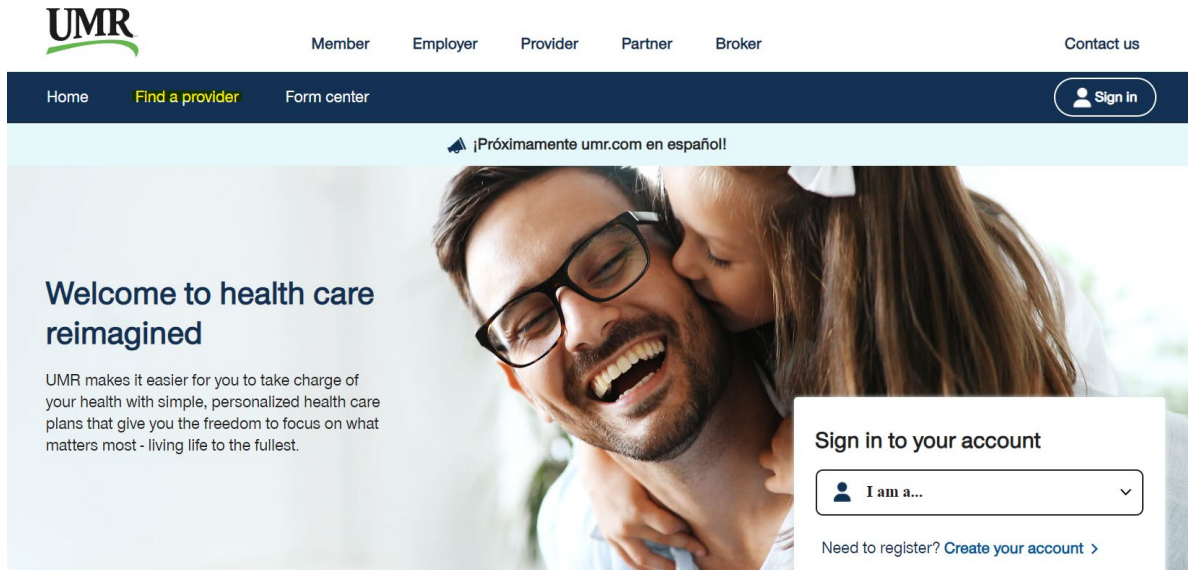 UMR
Member Employer Provider Partner Broker Contact us
Home Find a provider Form center Sign in
¡Próximamente umr.com en español!
Welcome to health care
reimagined
UMR makes it easier for you to take charge of
your health with simple, personalized health care
plans that give you the freedom to focus on what
matters most - living life to the fullest.
Sign in to your account
I am a...
Need to register? Create your account >